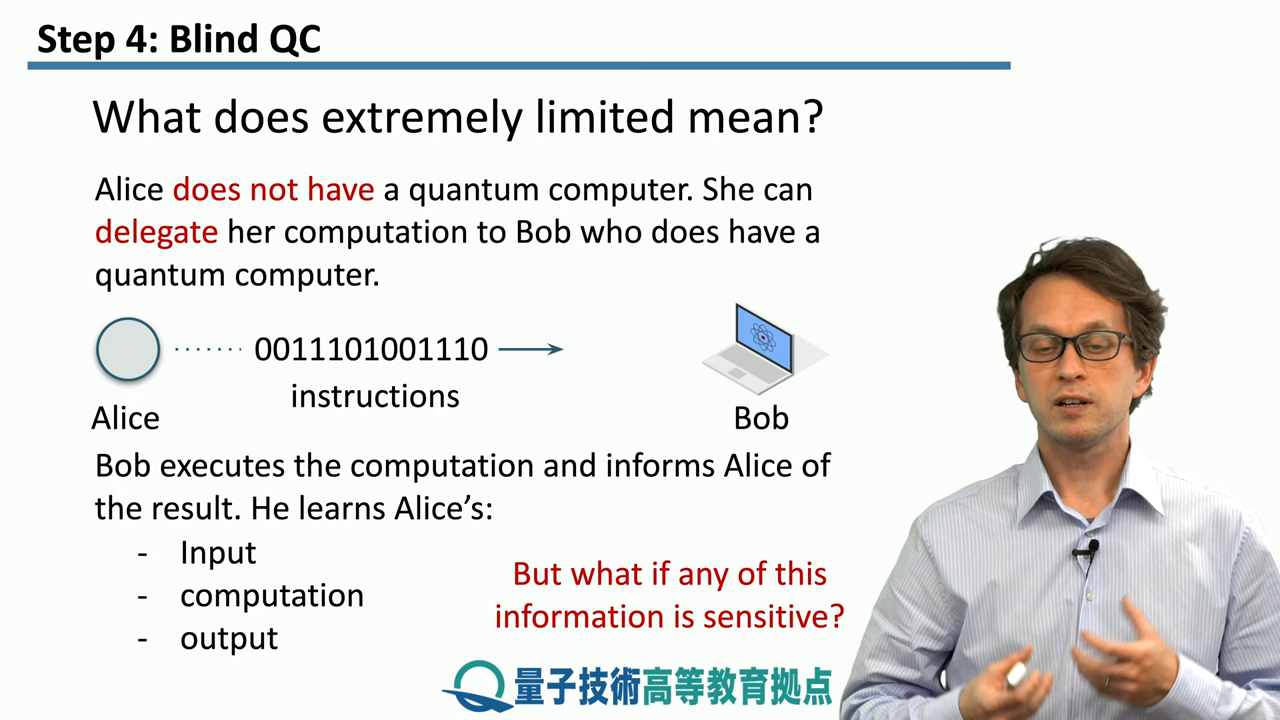 Step 4: Blind QC
What does extremely limited mean?
Alice does not have a quantum computer. She can
delegate her computation to Bob who does have a
quantum computer.
0011101001110
instructions
Alice
Bob
Bob executes the computation and informs Alice of
the result. He learns Alice's:
- Input
- computation
- output
But what if any of this
information is sensitive?
量子技術高等教育拠点